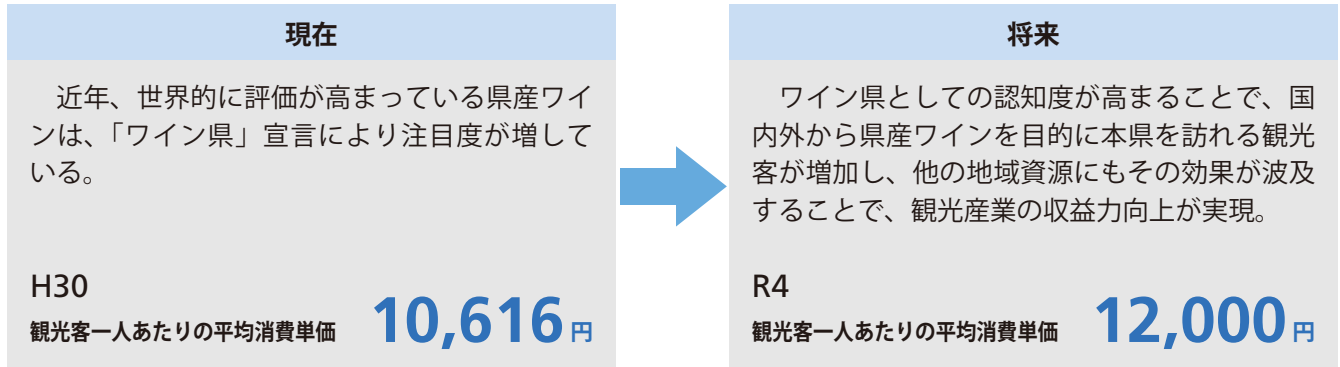 現在
近年、世界的に評価が高まっている県産ワイ
ンは、「ワイン県」宣言により注目度が増して
いる。
H30
観光客一人あたりの平均消費単価 10,616 円
将来
ワイン県としての認知度が高まることで、国
内外から県産ワインを目的に本県を訪れる観光
客が増加し、他の地域資源にもその効果が波及
することで、観光産業の収益力向上が実現。
R4
観光客一人あたりの平均消費単価 12,000 円